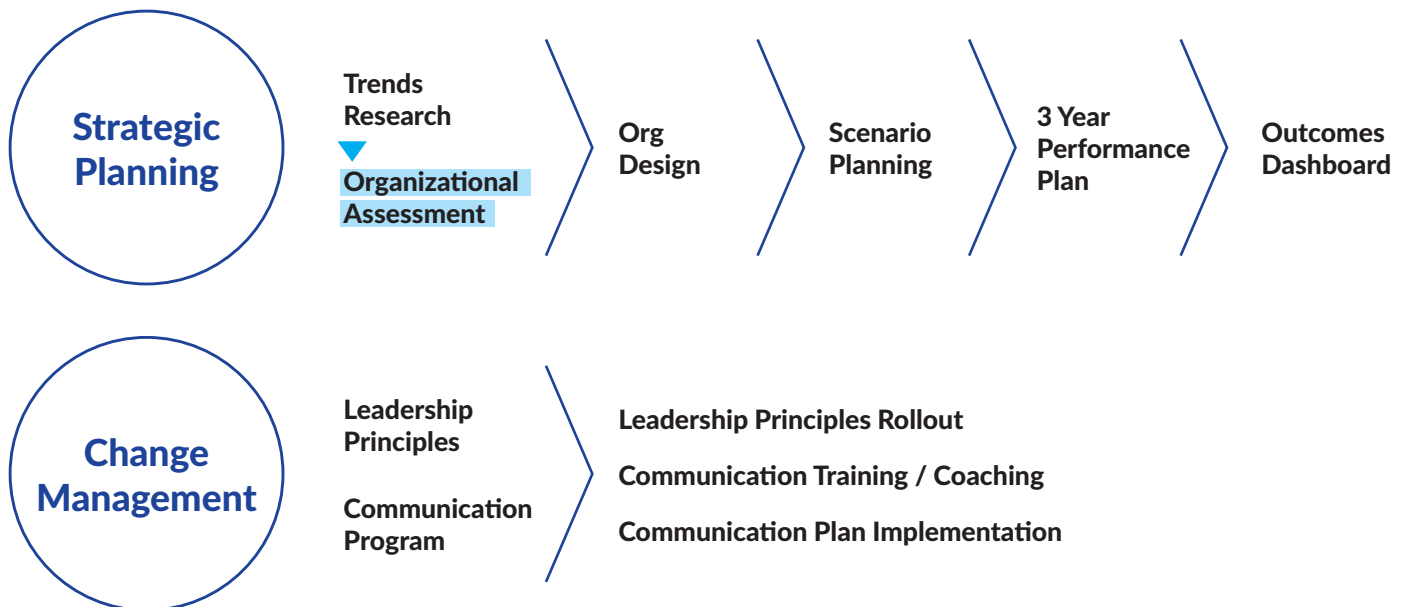 Strategic
Planning
Trends
Research
Organizational
Assessment
Org
Design
Scenario
Planning
3 Year
Performance
Plan
Outcomes
Dashboard
Change
Management
Leadership
Principles
Communication
Program
Leadership Principles Rollout
Communication Training / Coaching
Communication Plan Implementation